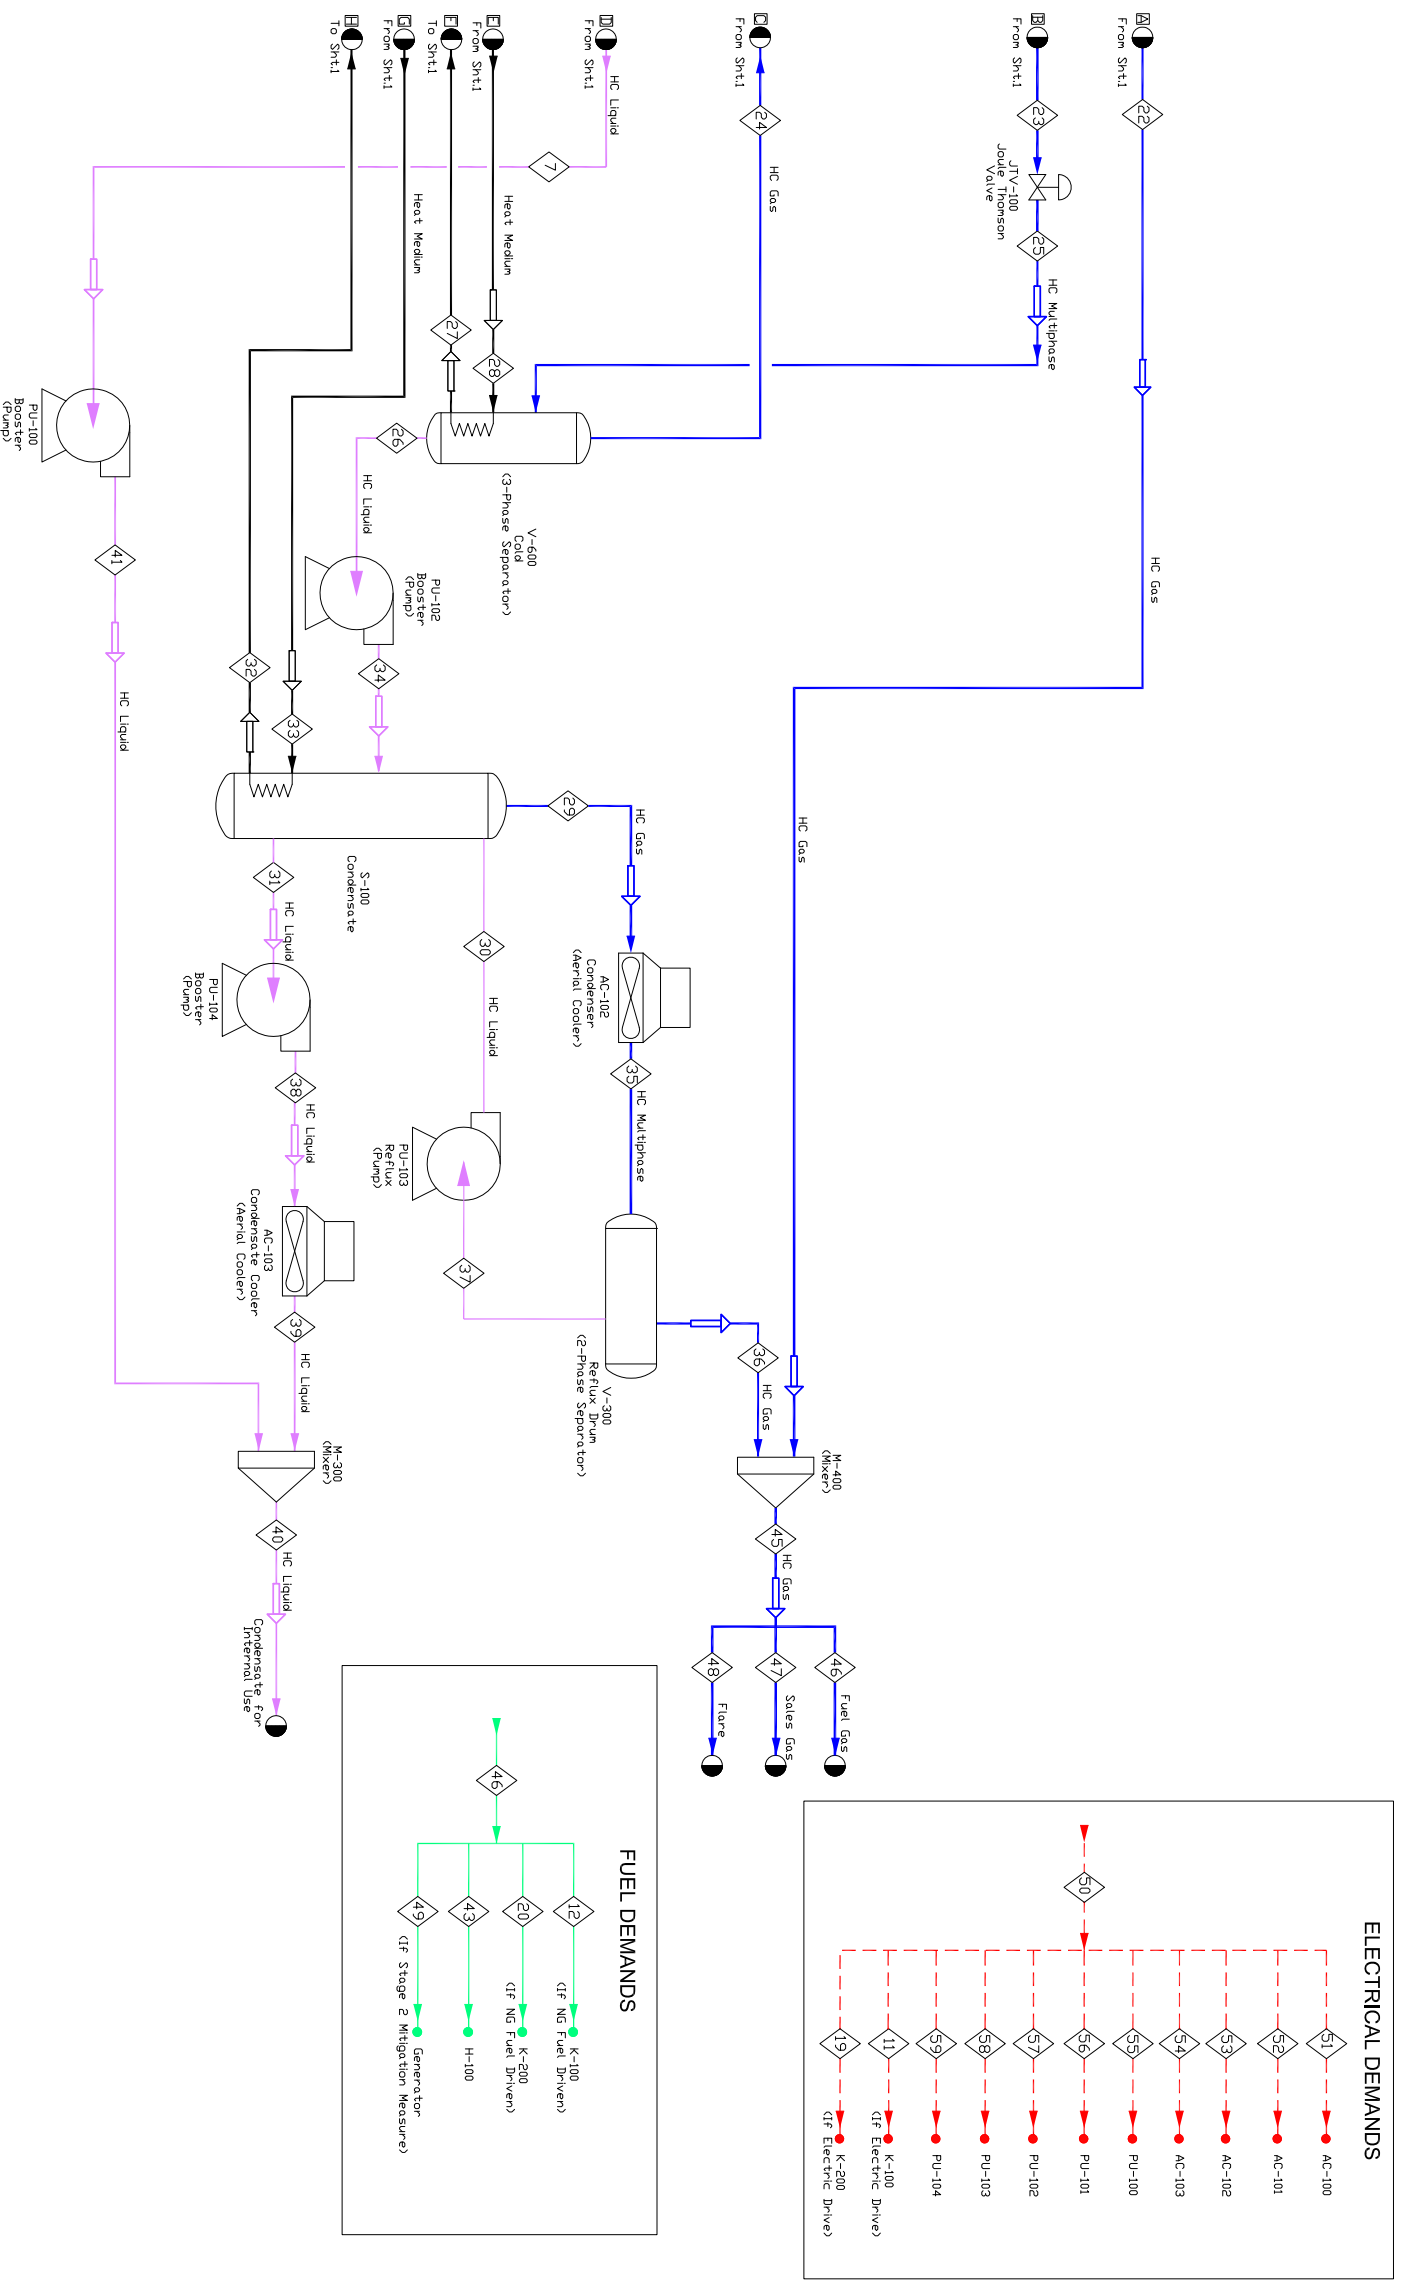 ELECTRICAL DEMANDS
50
51
AC-100
52
AC-101
53
AC-102
54
AC-103
55
PU-100
56
PU-101
57
PU-102
58
PU-103
59
PU-104
11
K-100
(If Electric Drive)
19
K-200
(If Electric Drive)
A
From Sht.1
22
HC Gas
HC Gas
B
From Sht.1
23
JTV-100
Joule Thomson
Valve
25
HC Multiphase
C
From Sht.1
24
HC Gas
M-400
(Mixer)
45
HC Gas
46
Fuel Gas
47
Sales Gas
48
Flare
D
From Sht.1
HC Liquid
7
E
From Sht.1
Heat Medium
28
F
To Sht.1
27
V-600
Cold
(3-Phase Separator)
26
HC Liquid
PU-102
Booster
(Pump)
34
29
HC Gas
AC-102
Condenser
(Aerial Cooler)
35
HC Multiphase
V-300
Reflux Drum
(2-Phase Separator)
36
HC Gas
37
PU-103
Reflux
(Pump)
30
HC Liquid
FUEL DEMANDS
46
12
K-100
(If NG Fuel Driven)
20
K-200
(If NG Fuel Driven)
43
H-100
49
Generator
(If Stage 2 Mitigation Measure)
G
From Sht.1
Heat Medium
33
H
To Sht.1
32
S-100
Condensate
31
HC Liquid
PU-104
Booster
(Pump)
38
HC Liquid
AC-103
Condensate Cooler
(Aerial Cooler)
39
HC Liquid
M-300
(Mixer)
40
HC Liquid
Condensate for
Internal Use
PU-100
Booster
(Pump)
41
HC Liquid